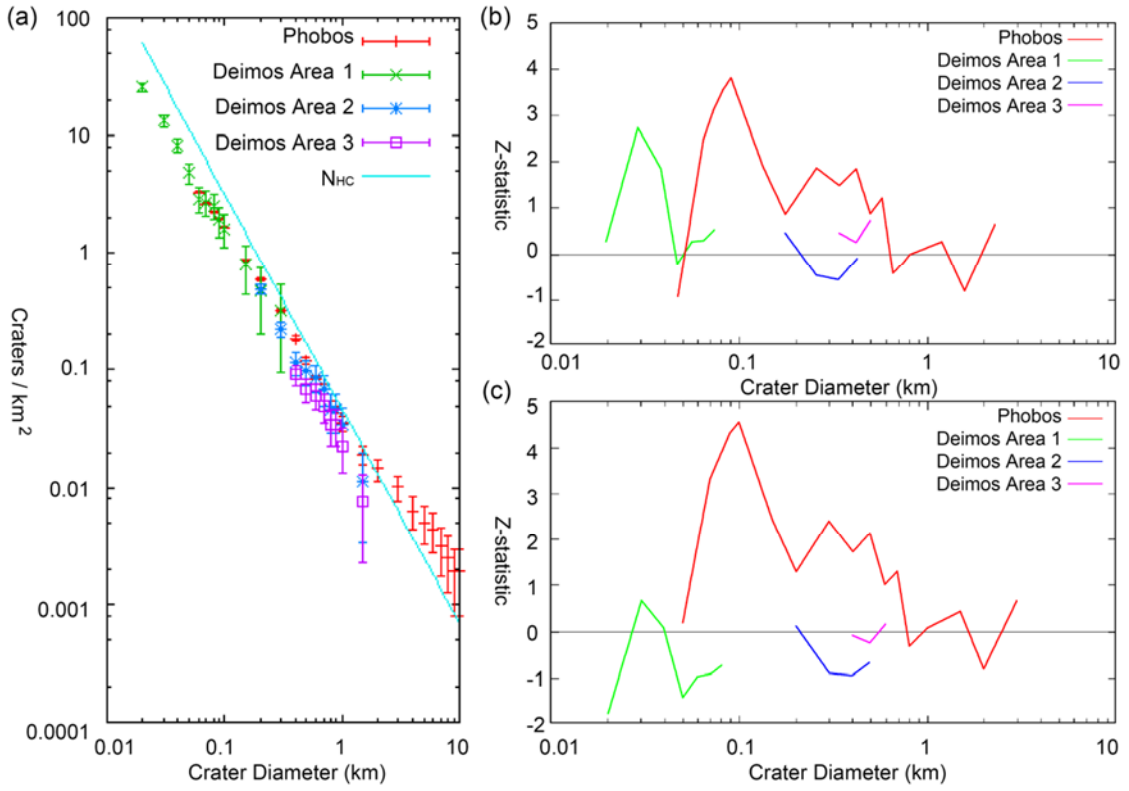 (a)
100
10
1
0.1
0.01
0.001
0.0001
Craters / km²
Phobos
Deimos Area 1
Deimos Area 2
Deimos Area 3
NHC
0.01 0.1 1 10
Crater Diameter (km)
(b)
5
4
3
2
1
0
-1
-2
Z-statistic
Phobos
Deimos Area 1
Deimos Area 2
Deimos Area 3
0.01 0.1 1 10
Crater Diameter (km)
(c)
5
4
3
2
1
0
-1
-2
Z-statistic
Phobos
Deimos Area 1
Deimos Area 2
Deimos Area 3
0.01 0.1 1 10
Crater Diameter (km)